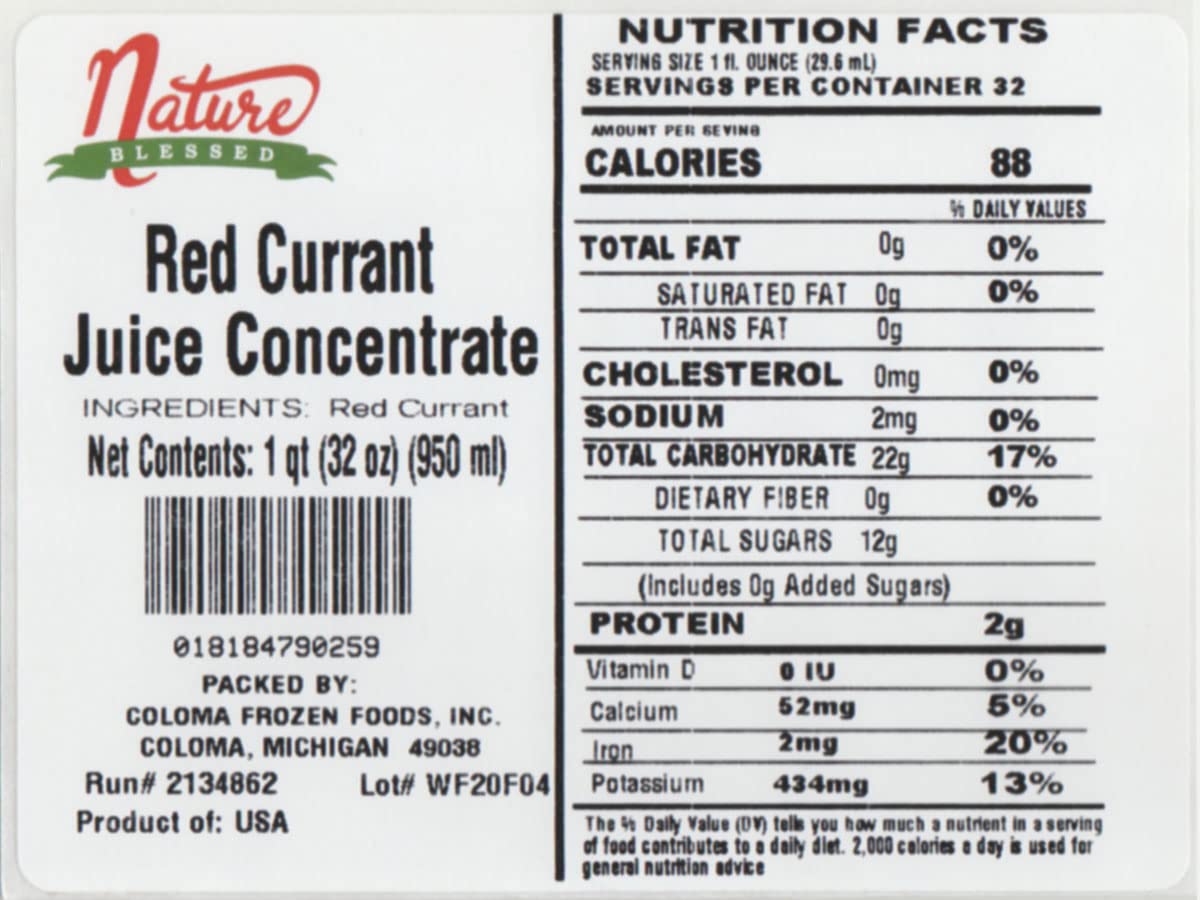 Nature
BLESSED
Red Currant
Juice Concentrate
INGREDIENTS: Red Currant
Net Contents: 1 qt (32 oz) (950 ml)
018184790259
PACKED BY:
COLOMA FROZEN FOODS, INC.
COLOMA, MICHIGAN 49038
Run# 2134862 Lot# WF20F04
Product of: USA
NUTRITION FACTS
SERVING SIZE 1 fl. OUNCE (29.6 mL)
SERVINGS PER CONTAINER 32
AMOUNT PER SEVING
CALORIES 88
% DAILY VALUES
TOTAL FAT 0g 0%
SATURATED FAT 0g 0%
TRANS FAT 0g
CHOLESTEROL 0mg 0%
SODIUM 2mg 0%
TOTAL CARBOHYDRATE 22g 17%
DIETARY FIBER 0g 0%
TOTAL SUGARS 12g
(Includes 0g Added Sugars)
PROTEIN 2g
Vitamin D 0 IU 0%
Calcium 52mg 5%
Iron 2mg 20%
Potassium 434mg 13%
The % Daily Value (DV) tells you how much a nutrient in a serving
of food contributes to a daily diet. 2,000 calories a day is used for
general nutrition advice